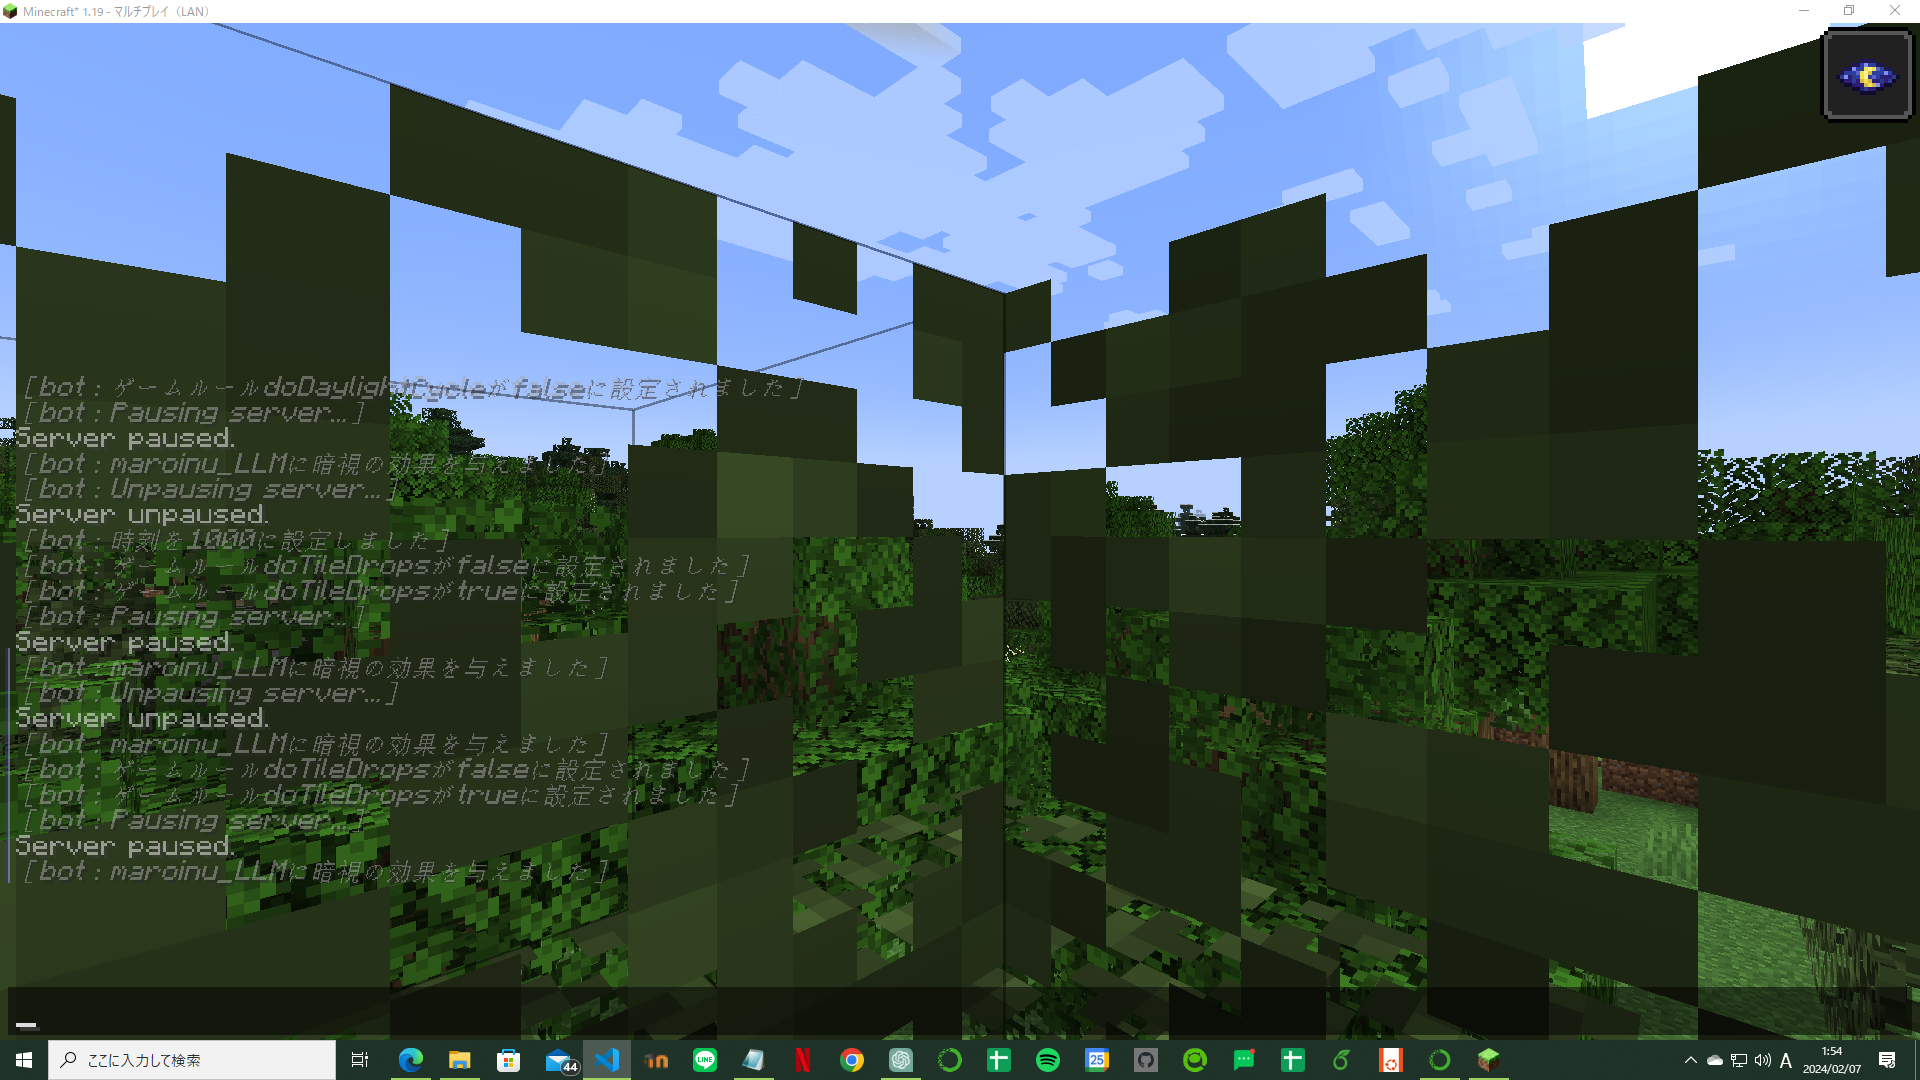 Minecraft* 1.19 - マルチプレイ（LAN）
[bot: ゲームルールdoDaylightCycleがfalseに設定されました]
[bot: Pausing server...]
Server paused.
[bot: maroinu_LLMに暗視の効果を与えました]
[bot: Unpausing server...]
Server unpaused.
[bot: 時刻を1000に設定しました]
[bot: ゲームルールdoTileDropsがfalseに設定されました]
[bot: ゲームルールdoTileDropsがtrueに設定されました]
[bot: Pausing server...]
Server paused.
[bot: maroinu_LLMに暗視の効果を与えました]
[bot: Unpausing server...]
Server unpaused.
[bot: maroinu_LLMに暗視の効果を与えました]
[bot: ゲームルールdoTileDropsがfalseに設定されました]
[bot: ゲームルールdoTileDropsがtrueに設定されました]
[bot: Pausing server...]
Server paused.
[bot: maroinu_LLMに暗視の効果を与えました]
ここに入力して検索
44
LINE
25
A
1:54
2024/02/07